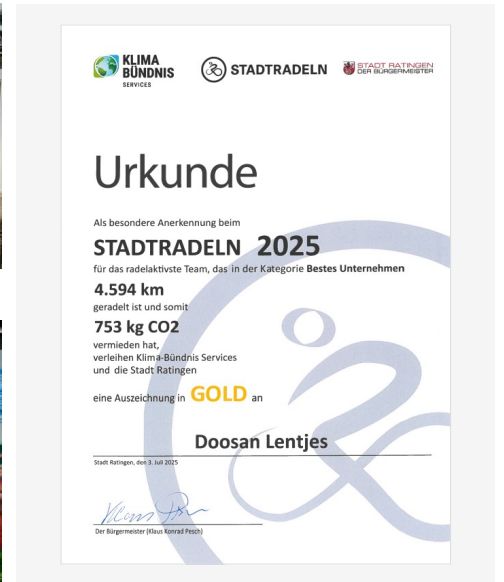 KLIMA
BÜNDNIS
SERVICES
STADTRADELN
STADT RATINGEN
DER BÜRGERMEISTER
Urkunde
Als besondere Anerkennung beim
STADTRADELN 2025
für das radelaktivste Team, das in der Kategorie Bestes Unternehmen
4.594 km
geradelt ist und somit
753 kg CO2
vermieden hat,
verleihen Klima-Bündnis Services
und die Stadt Ratingen
eine Auszeichnung in GOLD an
Doosan Lentjes
Stadt Ratingen, den 3. Juli 2025
Der Bürgermeister (Klaus Konrad Pesch)